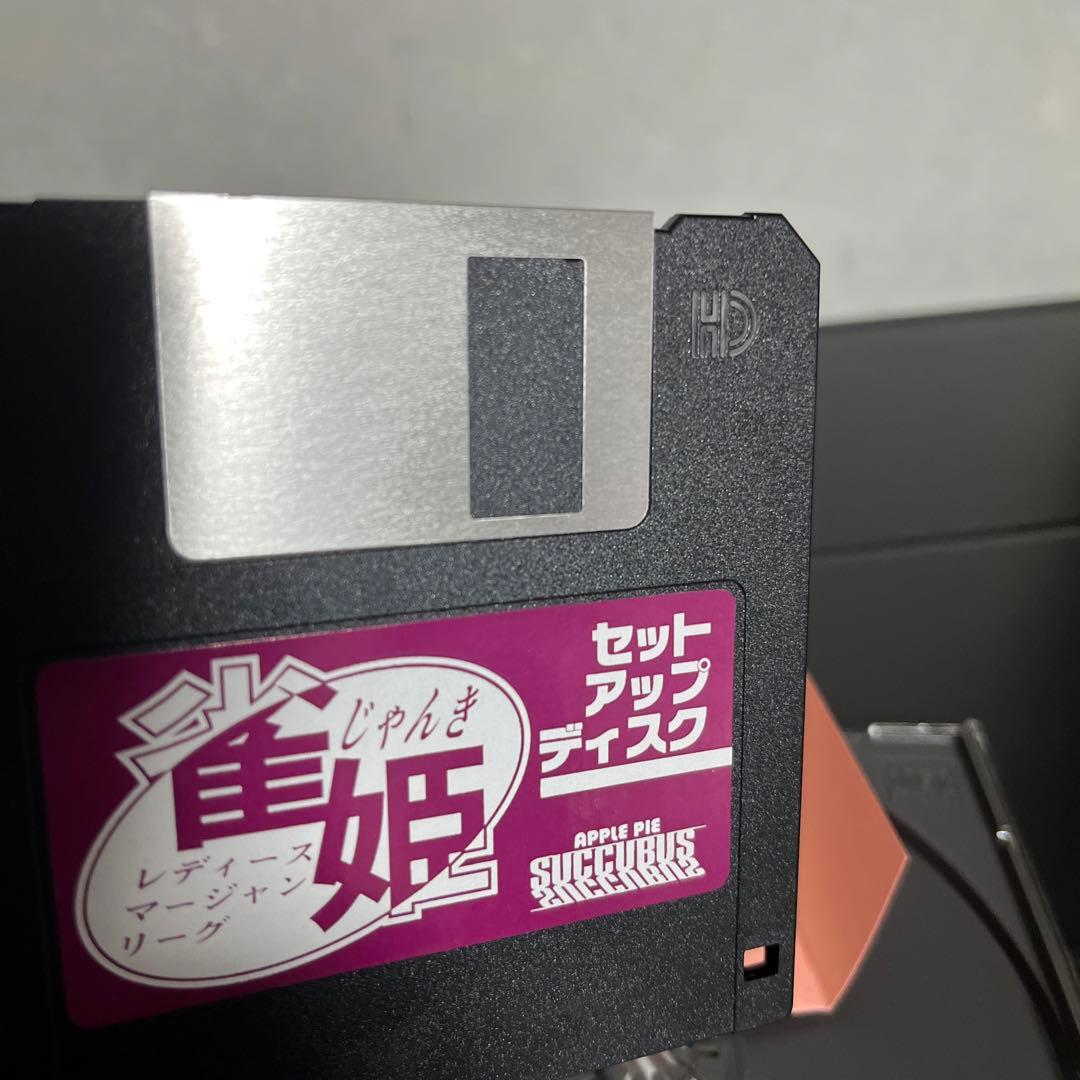 HD
セット
アップ
ディスク
雀姫
じゃんき
レディース
マージャン
リーグ
APPLE PIE
SUCCUBUS